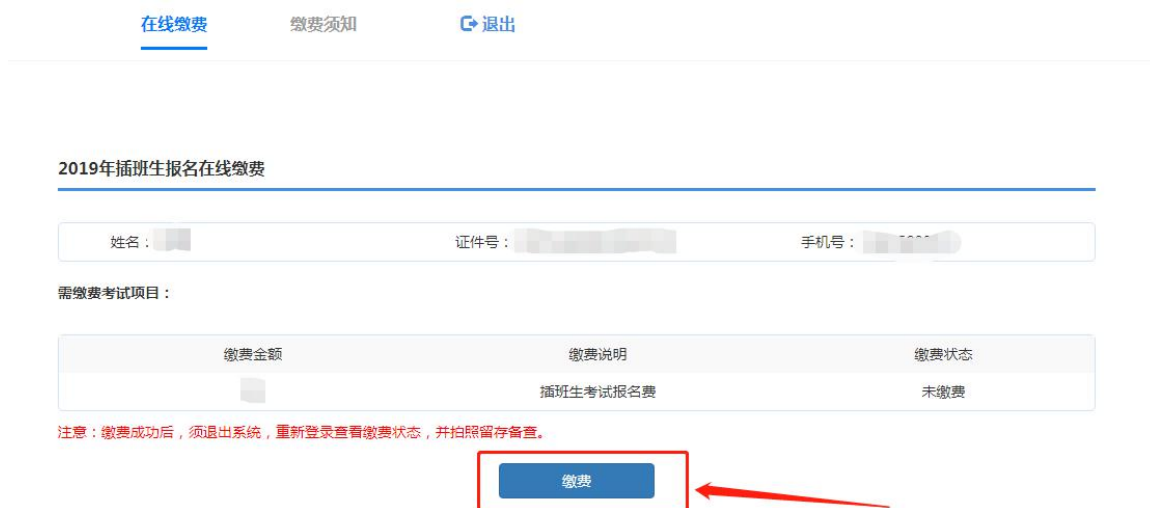 在线缴费 缴费须知 退出
2019年插班生报名在线缴费
姓名： 证件号： 手机号：
需缴费考试项目：
缴费金额 缴费说明 缴费状态
插班生考试报名费 未缴费
注意：缴费成功后，须退出系统，重新登录查看缴费状态，并拍照留存备查。
缴费